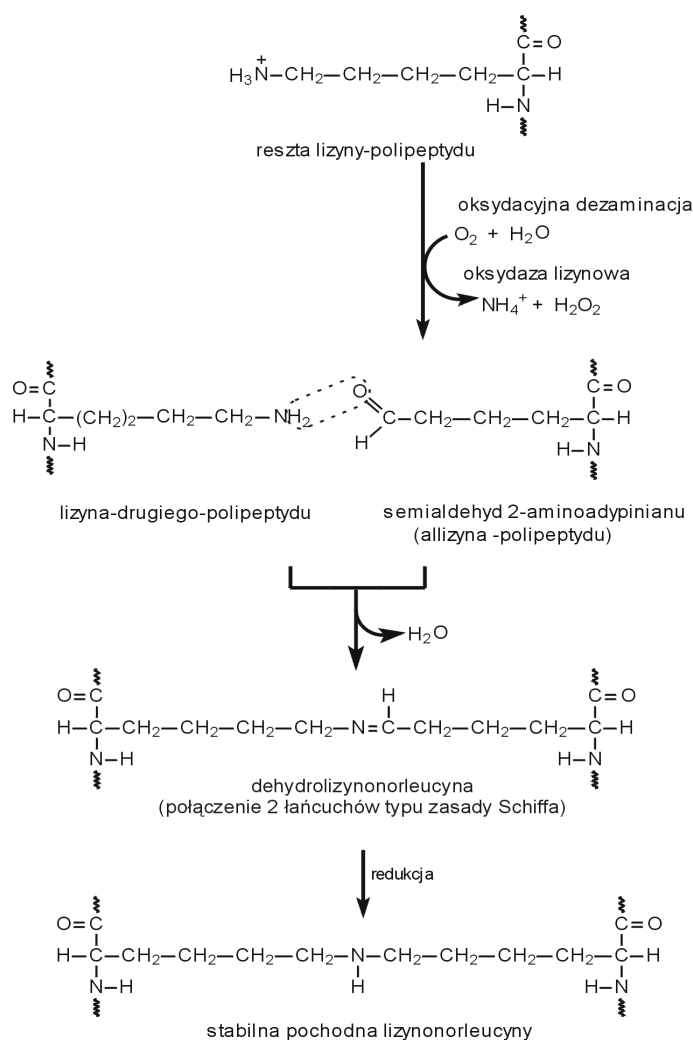 C=O
H₃N⁺–CH₂–CH₂–CH₂–CH₂–C–H
H–N
reszta lizyny-polipeptydu
oksydacyjna dezaminacja
O₂ + H₂O
oksydaza lizynowa
NH₄⁺ + H₂O₂
O=C O C=O
H–C–(CH₂)₂–CH₂–CH₂–NH₂ C–CH₂–CH₂–CH₂–C–H
N–H H H–N
lizyna-drugiego-polipeptydu semialdehyd 2-aminoadypinianu
(allizyna -polipeptydu)
H₂O
O=C H C=O
H–C–CH₂–CH₂–CH₂–CH₂–N=C–CH₂–CH₂–CH₂–C–H
N–H H–N
dehydrolizynonorleucyna
(połączenie 2 łańcuchów typu zasady Schiffa)
redukcja
O=C C=O
H–C–CH₂–CH₂–CH₂–CH₂–N–CH₂–CH₂–CH₂–CH₂–C–H
N–H H H–N
stabilna pochodna lizynonorleucyny